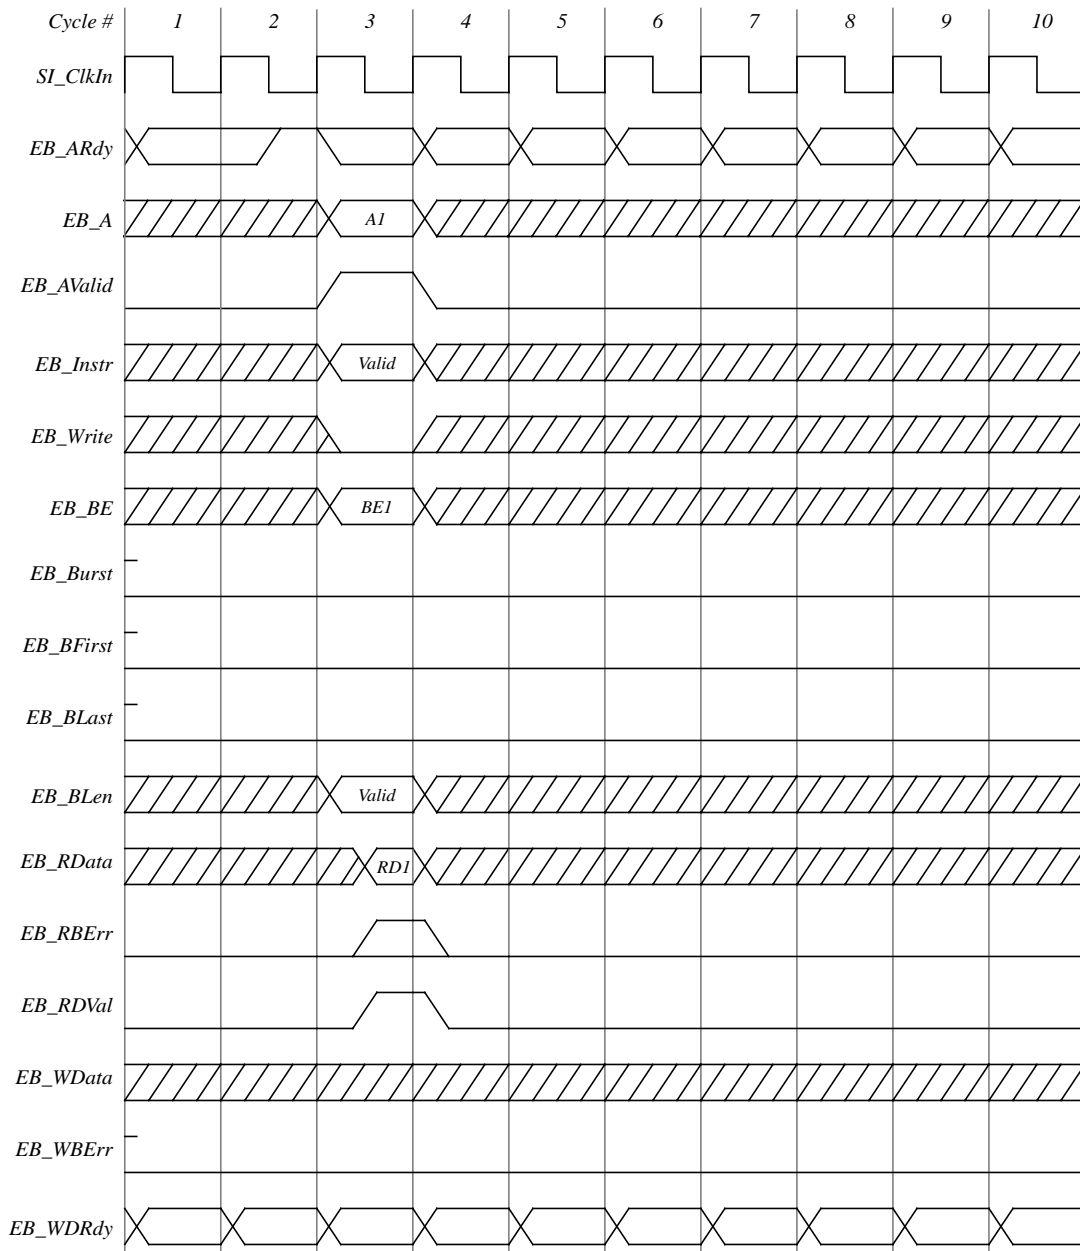 Cycle # 1 2 3 4 5 6 7 8 9 10
SI_ClkIn
EB_ARdy
EB_A A1
EB_AValid
EB_Instr Valid
EB_Write
EB_BE BE1
EB_Burst
EB_BFirst
EB_BLast
EB_BLen Valid
EB_RData RD1
EB_RBErr
EB_RDVal
EB_WData
EB_WBErr
EB_WDRdy